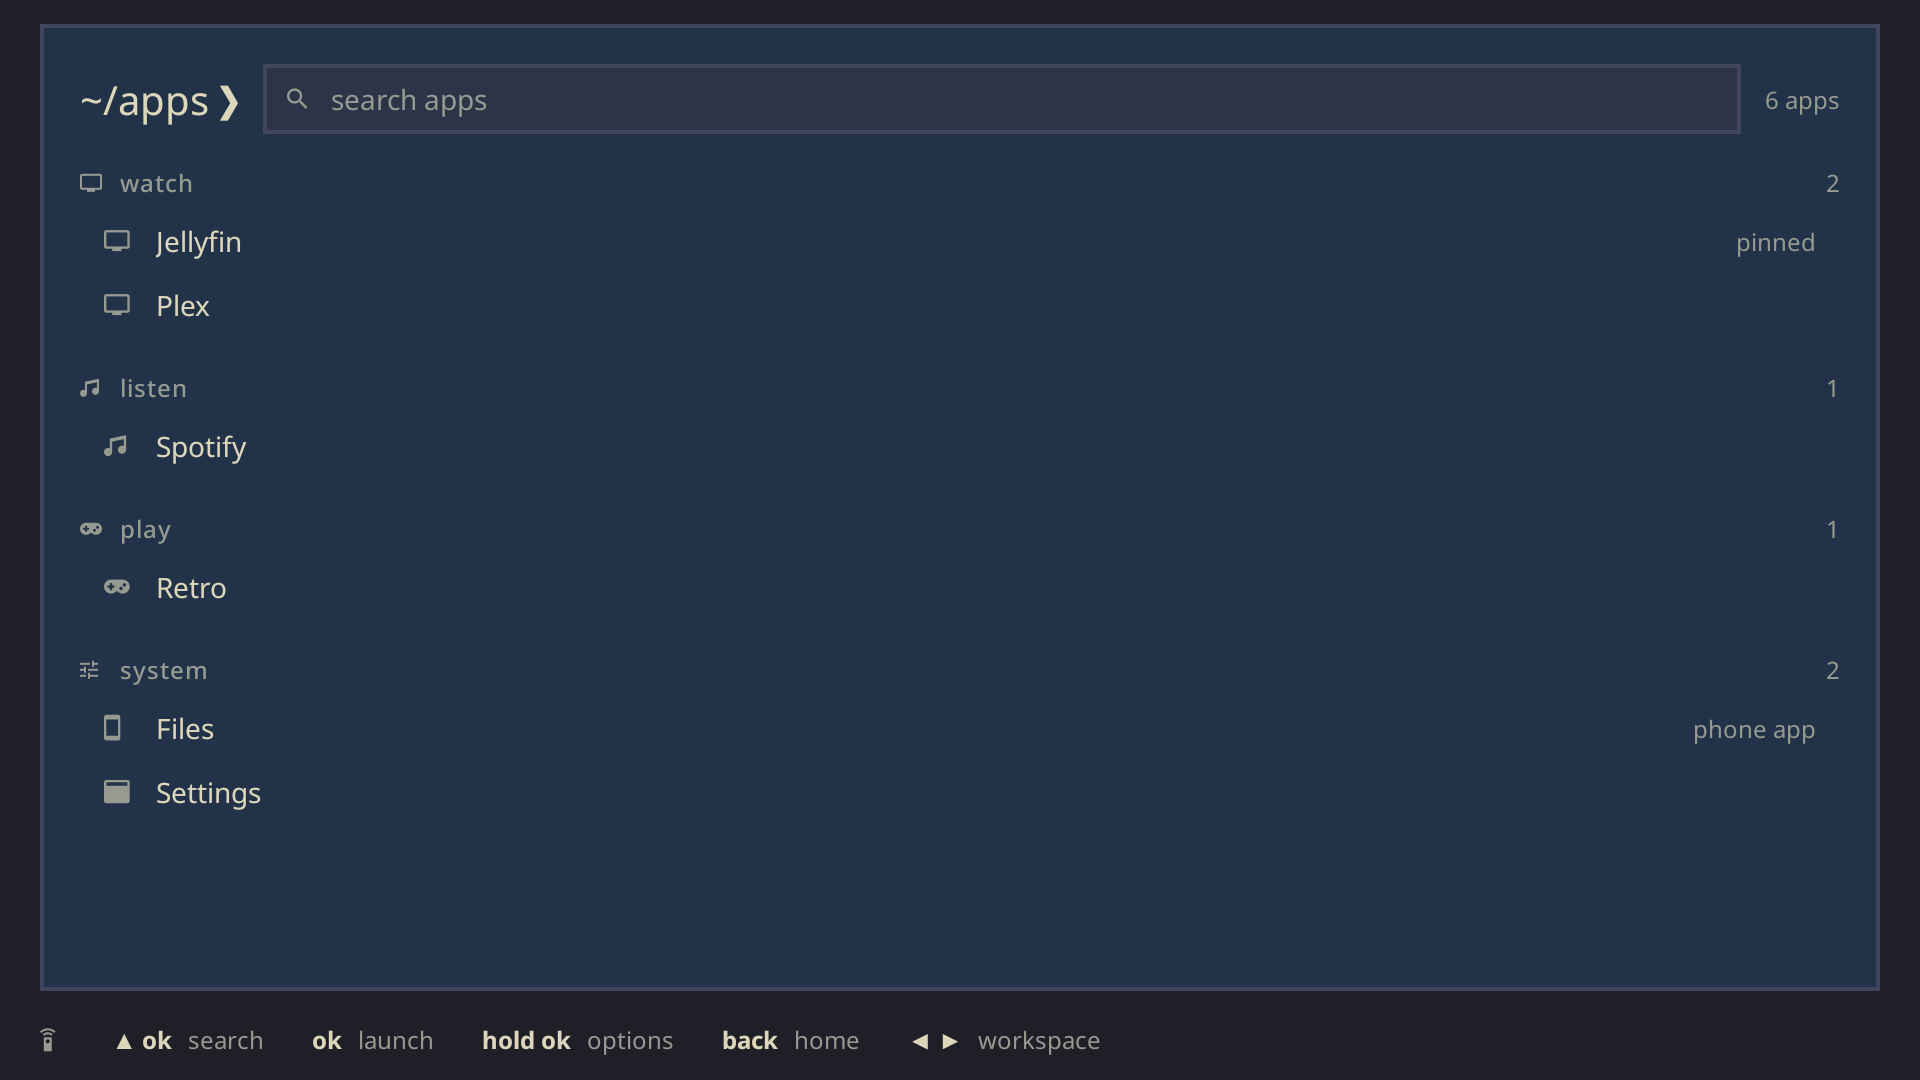 ~/apps ❯ search apps 6 apps
watch 2
Jellyfin pinned
Plex
listen 1
Spotify
play 1
Retro
system 2
Files phone app
Settings
▲ ok search ok launch hold ok options back home ◀ ▶ workspace